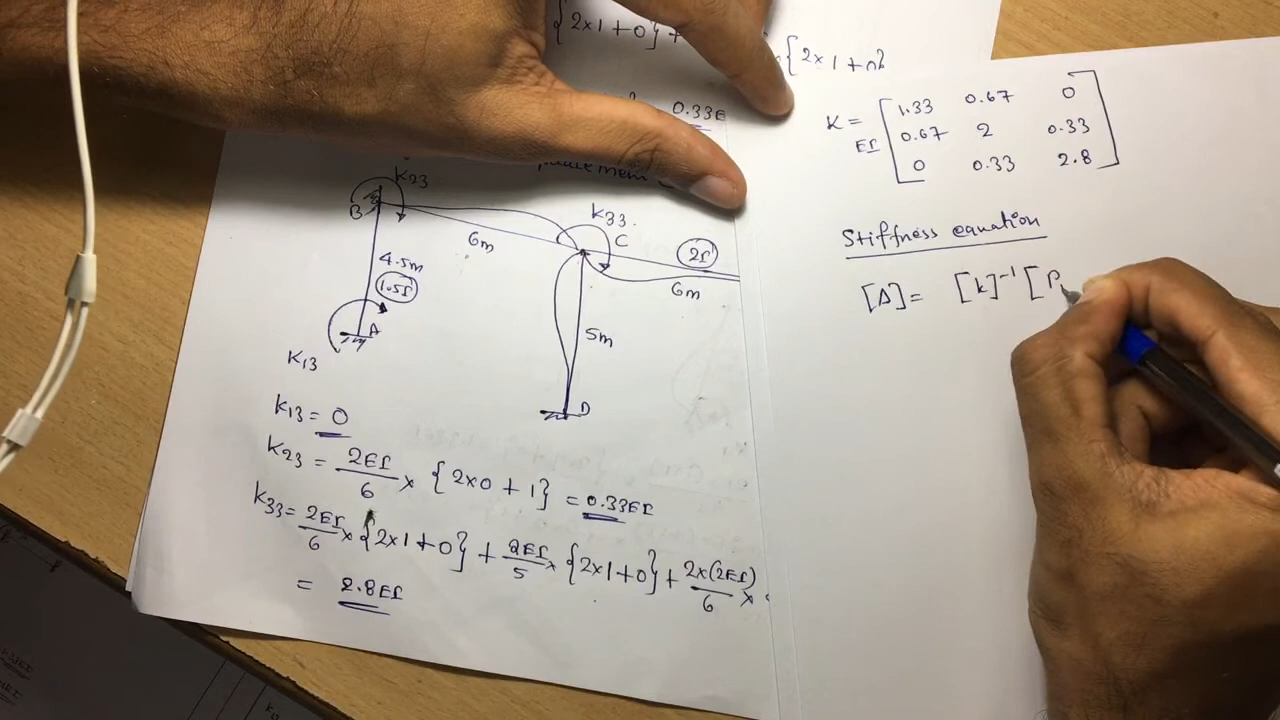 {2x1+0} +
{2x1+0}
0.33E
K23
B
K33.
C
6m
2I
6m
4.5m
1.5I
A
K13
5m
D
K13 = 0
K23 = 2EI/6 x {2x0 + 1} = 0.33EI
K33 = 2EI/6 x {2x1+0} + 2EI/5 x {2x1+0} + 2x(2EI)/6 x
= 2.8EI
K = EI [1.33 0.67 0
0.67 2 0.33
0 0.33 2.8]
Stiffness equation
[Δ] = [k]⁻¹ [P